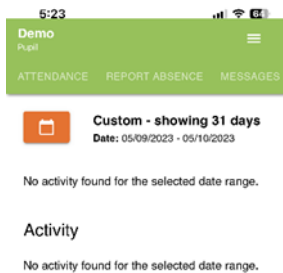 5:23
64
Demo
Pupil
ATTENDANCE REPORT ABSENCE MESSAGES
Custom - showing 31 days
Date: 05/09/2023 - 05/10/2023
No activity found for the selected date range.
Activity
No activity found for the selected date range.